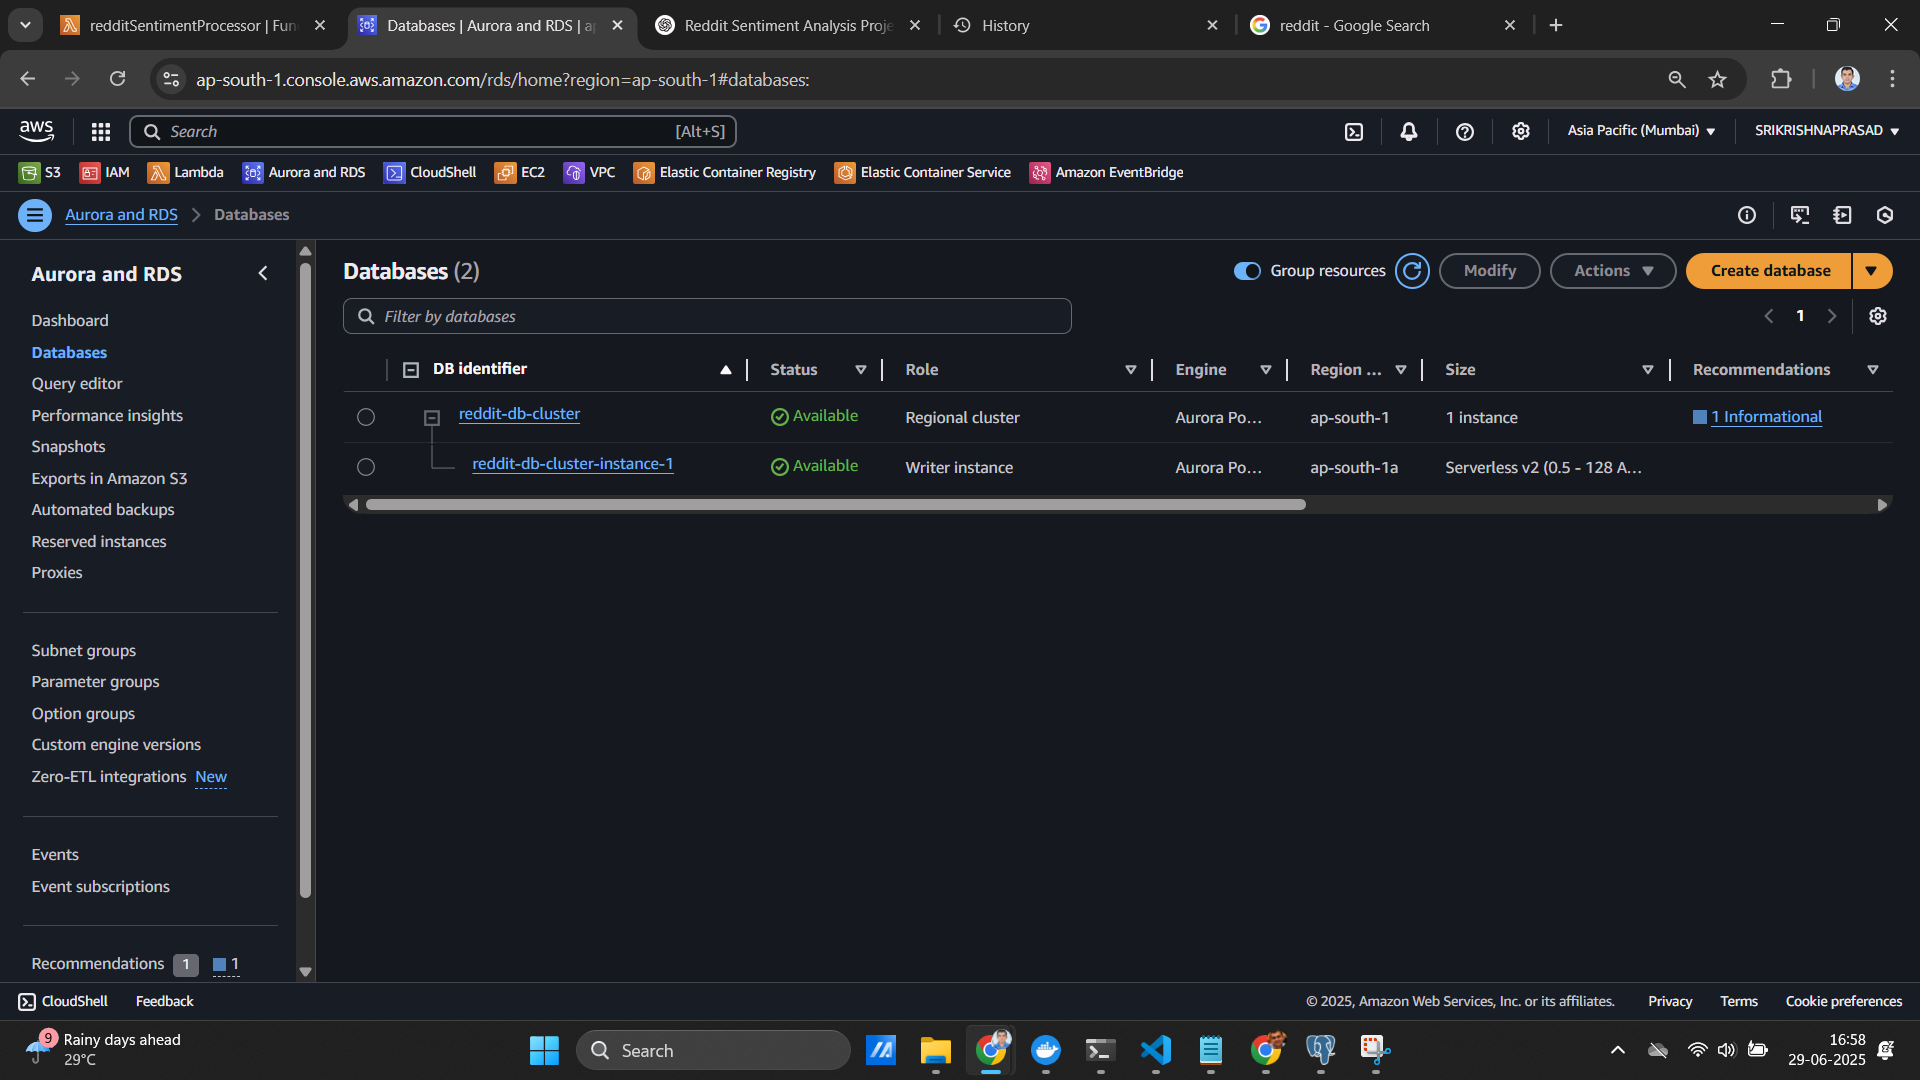 redditSentimentProcessor | Fun
Databases | Aurora and RDS | a
Reddit Sentiment Analysis Proje
History
reddit - Google Search
ap-south-1.console.aws.amazon.com/rds/home?region=ap-south-1#databases:
aws
Search
[Alt+S]
Asia Pacific (Mumbai)
SRIKRISHNAPRASAD
S3
IAM
Lambda
Aurora and RDS
CloudShell
EC2
VPC
Elastic Container Registry
Elastic Container Service
Amazon EventBridge
Aurora and RDS
Databases
Aurora and RDS
Dashboard
Databases
Query editor
Performance insights
Snapshots
Exports in Amazon S3
Automated backups
Reserved instances
Proxies
Subnet groups
Parameter groups
Option groups
Custom engine versions
Zero-ETL integrations New
Events
Event subscriptions
Recommendations 1 1
Databases (2)
Group resources
Modify
Actions
Create database
Filter by databases
1
DB identifier Status Role Engine Region ... Size Recommendations
reddit-db-cluster Available Regional cluster Aurora Po... ap-south-1 1 instance 1 Informational
reddit-db-cluster-instance-1 Available Writer instance Aurora Po... ap-south-1a Serverless v2 (0.5 - 128 A...
CloudShell
Feedback
© 2025, Amazon Web Services, Inc. or its affiliates.
Privacy
Terms
Cookie preferences
9
Rainy days ahead
29°C
Search
16:58
29-06-2025